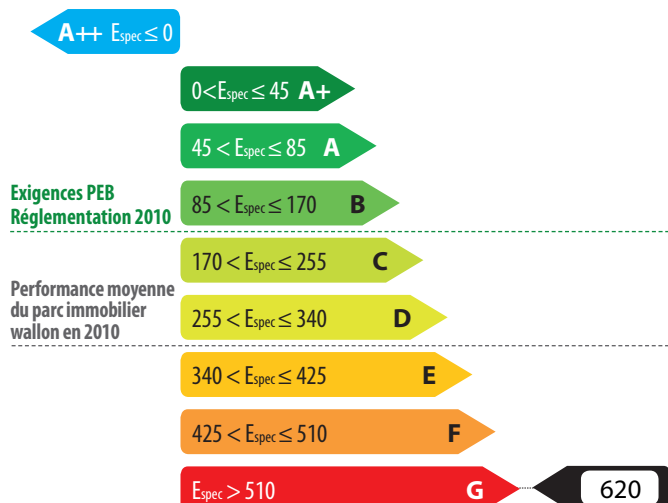 A++ Espec ≤ 0
0<Espec ≤ 45 A+
45 < Espec ≤ 85 A
Exigences PEB
Réglementation 2010
85 < Espec ≤ 170 B
170 < Espec ≤ 255 C
Performance moyenne
du parc immobilier
wallon en 2010
255 < Espec ≤ 340 D
340 < Espec ≤ 425 E
425 < Espec ≤ 510 F
Espec > 510 G
620